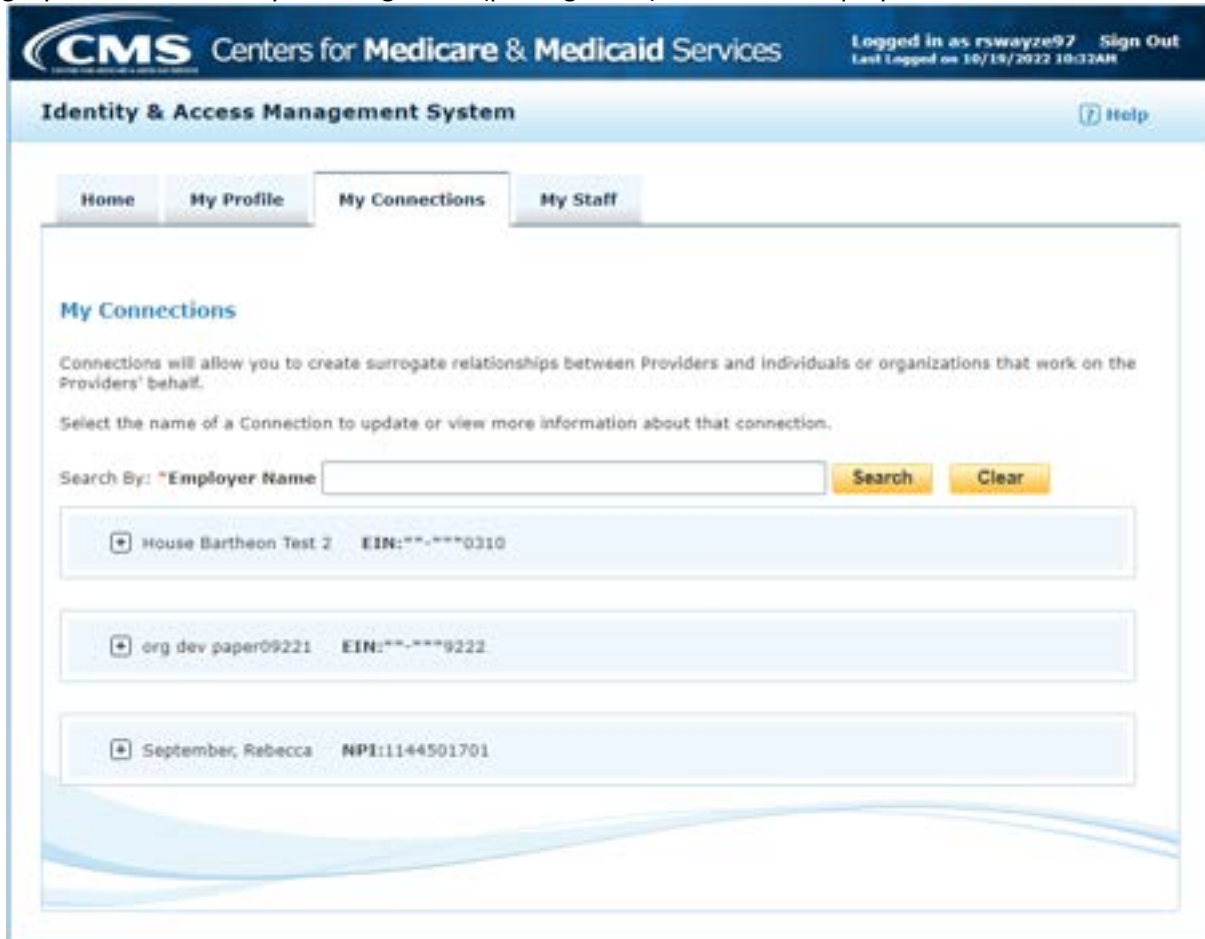 CMS Centers for Medicare & Medicaid Services
Logged in as rswayze97 Sign Out
Last Logged on 10/19/2022 10:32AM
Identity & Access Management System
? Help
Home My Profile My Connections My Staff
My Connections
Connections will allow you to create surrogate relationships between Providers and individuals or organizations that work on the
Providers' behalf.
Select the name of a Connection to update or view more information about that connection.
Search By: *Employer Name Search Clear
House Bartheon Test 2 EIN:**-***0310
org dev paper09221 EIN:**-***9222
September, Rebecca NPI:1144501701